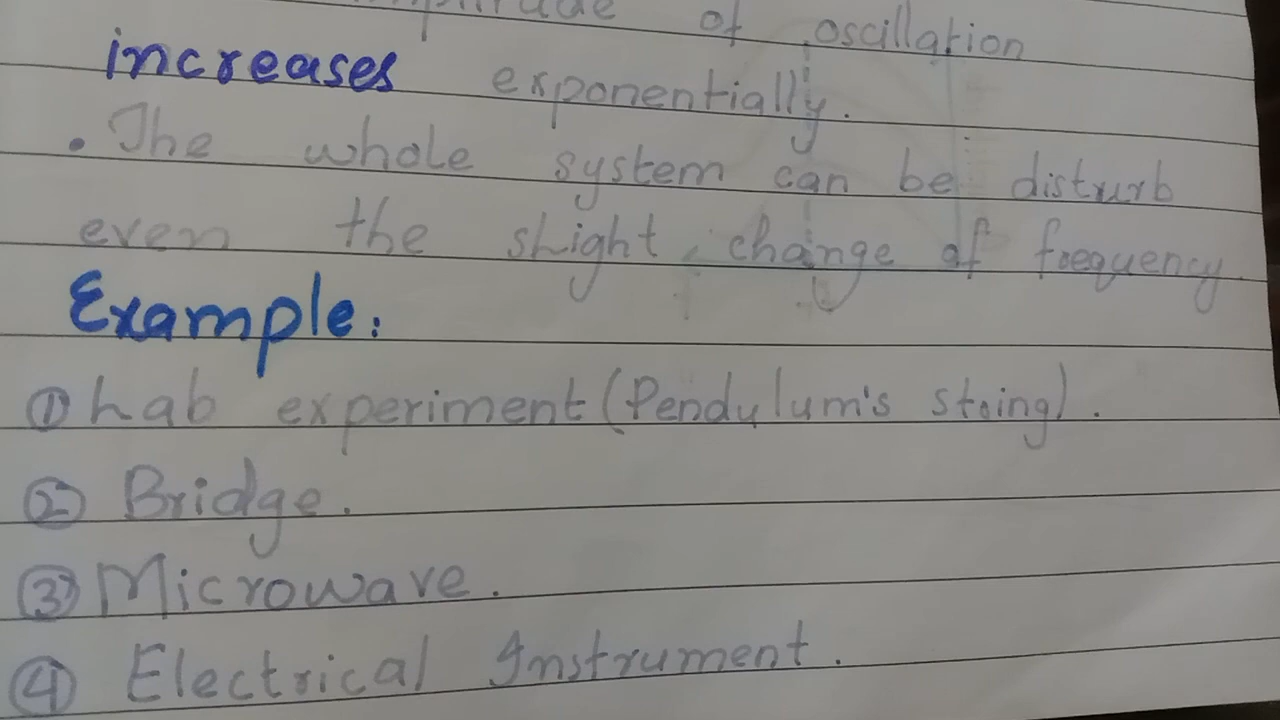 of oscillation
increases exponentially.
• The whole system can be disturb
even the slight change of frequency.
Example:
① Lab experiment (Pendulum's string).
② Bridge.
③ Microwave.
④ Electrical Instrument.